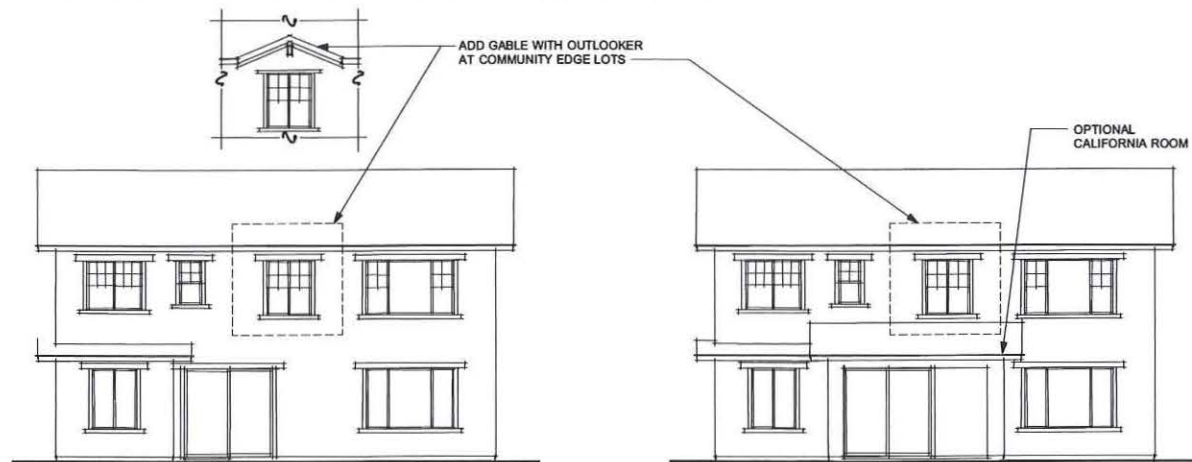 ADD GABLE WITH OUTLOOKER
AT COMMUNITY EDGE LOTS
OPTIONAL
CALIFORNIA ROOM